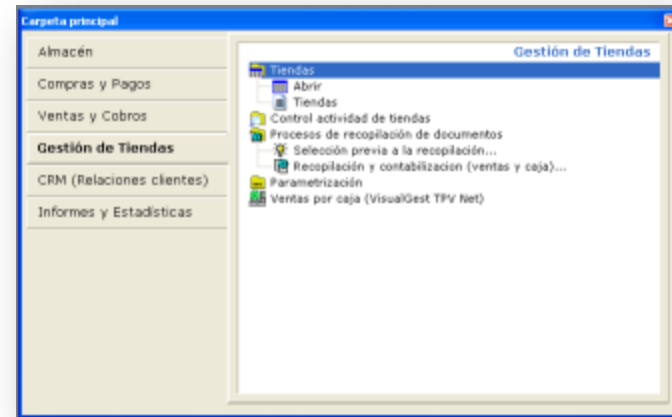 Carpeta principal
Almacén
Compras y Pagos
Ventas y Cobros
Gestión de Tiendas
CRM (Relaciones clientes)
Informes y Estadísticas
Gestión de Tiendas
Tiendas
Abrir
Tiendas
Control actividad de tiendas
Procesos de recopilación de documentos
Selección previa a la recopilación...
Recopilación y contabilizacion (ventas y caja)...
Parametrización
Ventas por caja (VisualGest TPV Net)